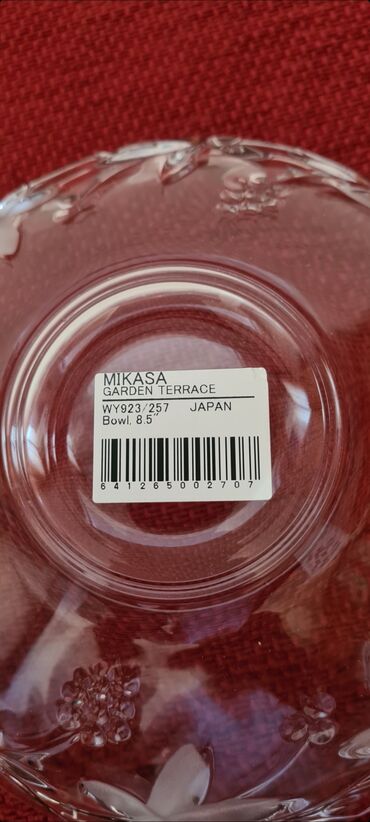 MIKASA
GARDEN TERRACE
WY923/257 JAPAN
Bowl, 8.5"
641265002707